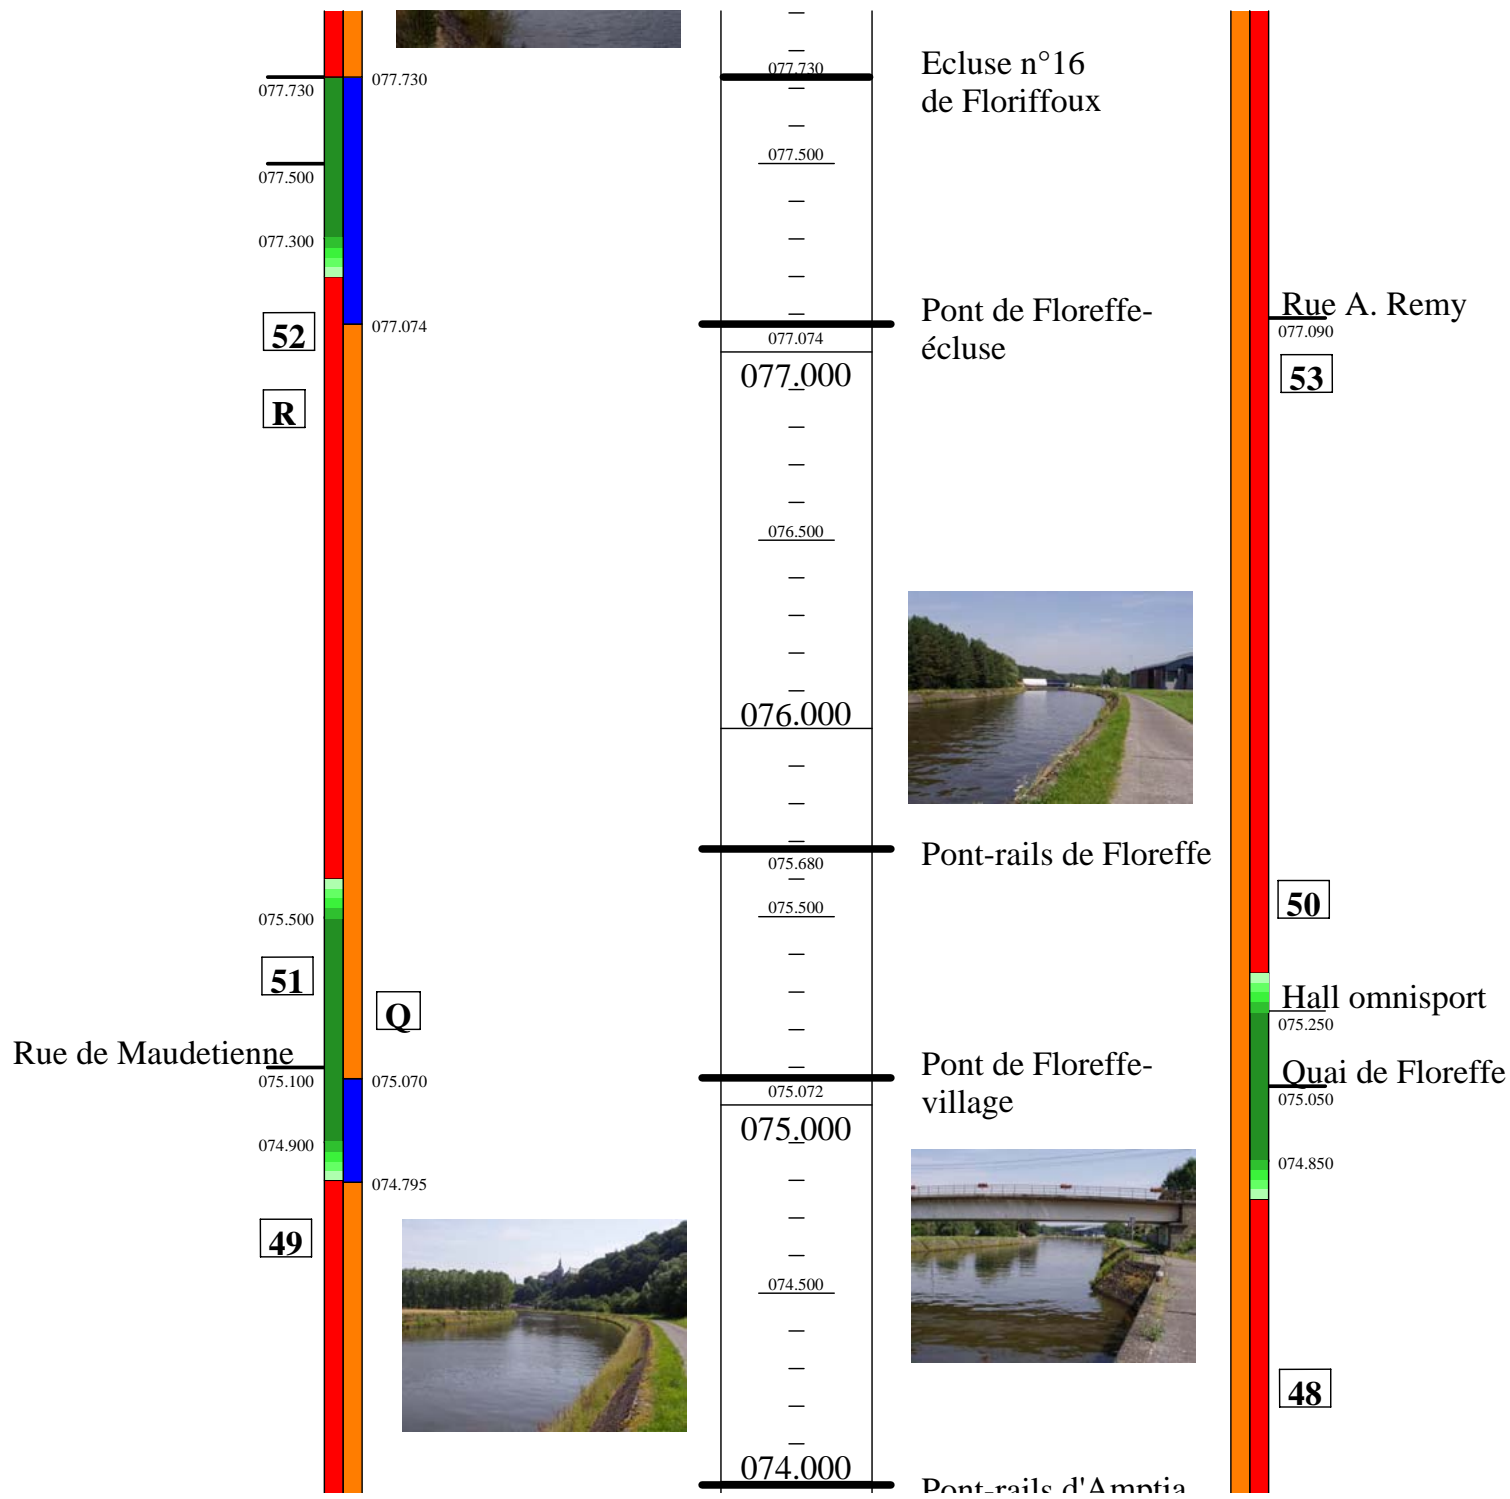 077.730
Ecluse n°16
077.730
077.730
de Floriffoux
077.500
077.500
077.300
Rue A. Remy
Pont de Floreffe-
077.074
077.090
52
077.074
écluse
077.000
53
R
076.500
076.000
Pont-rails de Floreffe
075.680
50
075.500
075.500
51
Hall omnisport
Q
075.250
Rue de Maudetienne
Pont de Floreffe-
Quai de Floreffe
075.100
075.070
075.072
village
075.050
075.000
074.900
074.850
074.795
49
074.500
48
074.000
Pont-rails d'Amptia